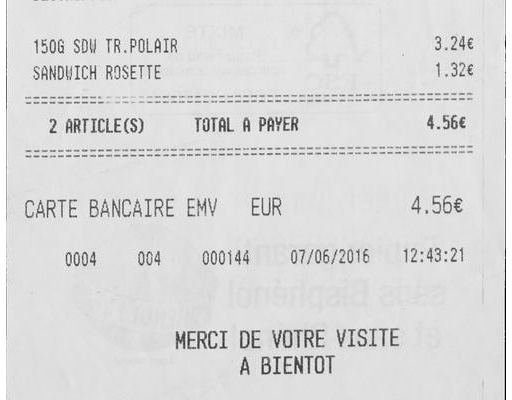 150G SDW TR.POLAIR 3.24€
SANDWICH ROSETTE 1.32€
2 ARTICLE(S) TOTAL A PAYER 4.56€
CARTE BANCAIRE EMV EUR 4.56€
0004 004 000144 07/06/2016 12:43:21
MERCI DE VOTRE VISITE
A BIENTOT